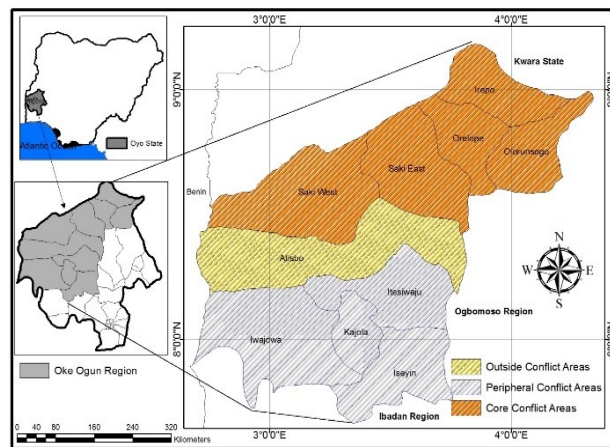 3°0'0"E
4°0'0"E
Kwara State
Irepo
9°0'0"N
Orelope
Olorunsogo
Oyo State
Atlantic Ocean
Saki East
Benin
Saki West
Atisbo
N
W
E
S
Itesiwaju
Ogbomoso Region
8°0'0"N
Iwajowa
Kajola
Iseyin
Outside Conflict Areas
Peripheral Conflict Areas
Core Conflict Areas
Oke Ogun Region
Ibadan Region
0 40 80 160 240 320
Kilometers
3°0'0"E
4°0'0"E